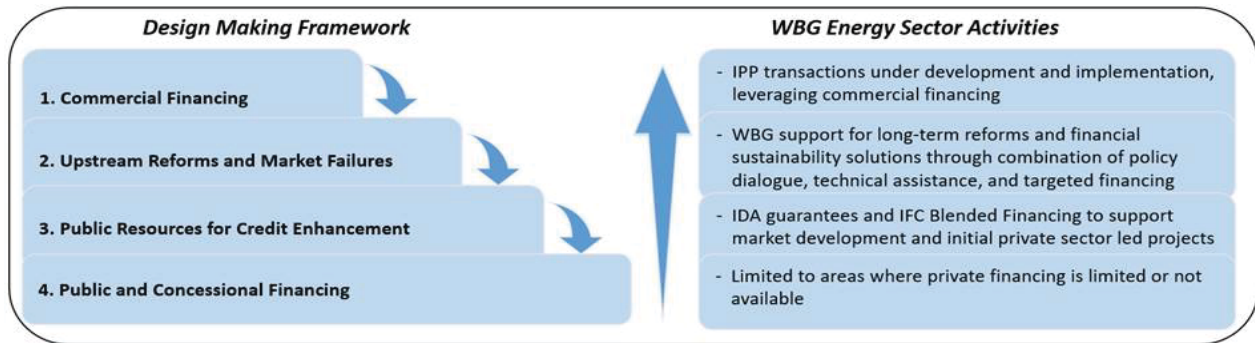 Design Making Framework
1. Commercial Financing
2. Upstream Reforms and Market Failures
3. Public Resources for Credit Enhancement
4. Public and Concessional Financing
WBG Energy Sector Activities
- IPP transactions under development and implementation,
leveraging commercial financing
- WBG support for long-term reforms and financial
sustainability solutions through combination of policy
dialogue, technical assistance, and targeted financing
- IDA guarantees and IFC Blended Financing to support
market development and initial private sector led projects
- Limited to areas where private financing is limited or not
available